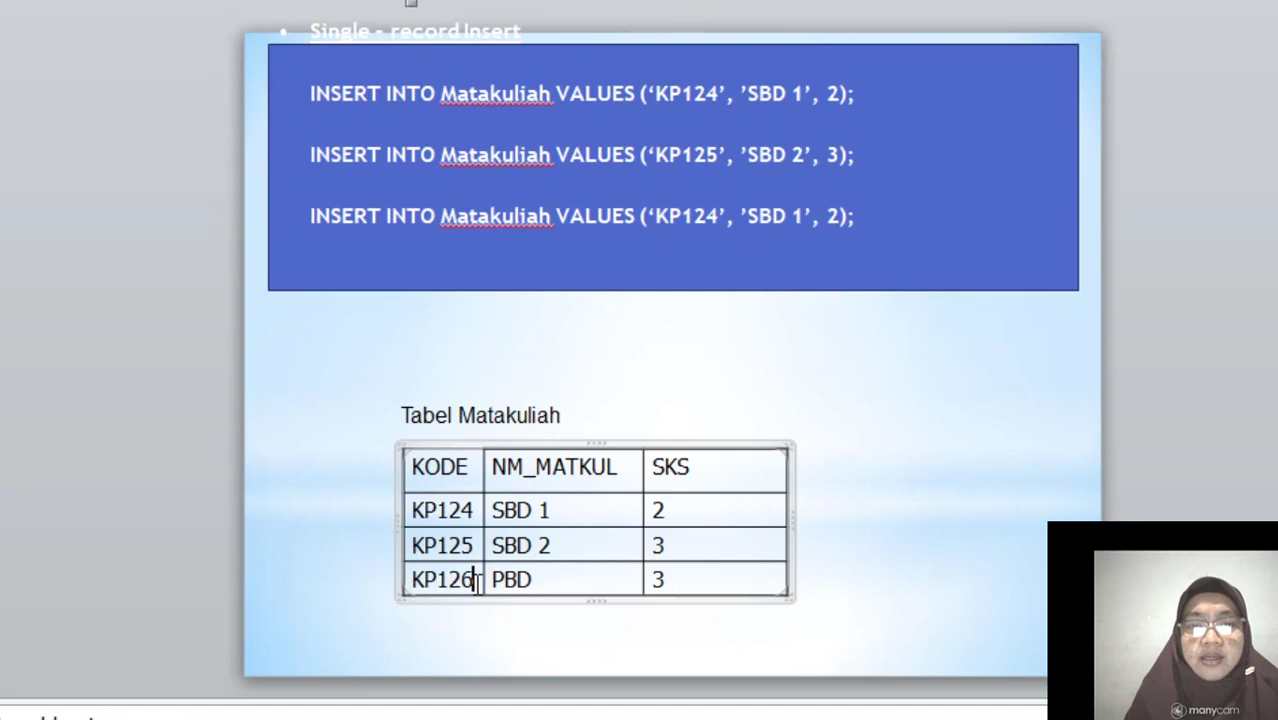 • Single - record Insert
INSERT INTO Matakuliah VALUES (‘KP124’, ’SBD 1’, 2);
INSERT INTO Matakuliah VALUES (‘KP125’, ’SBD 2’, 3);
INSERT INTO Matakuliah VALUES (‘KP124’, ’SBD 1’, 2);
Tabel Matakuliah
KODE NM_MATKUL SKS
KP124 SBD 1 2
KP125 SBD 2 3
KP126 PBD 3
manycam